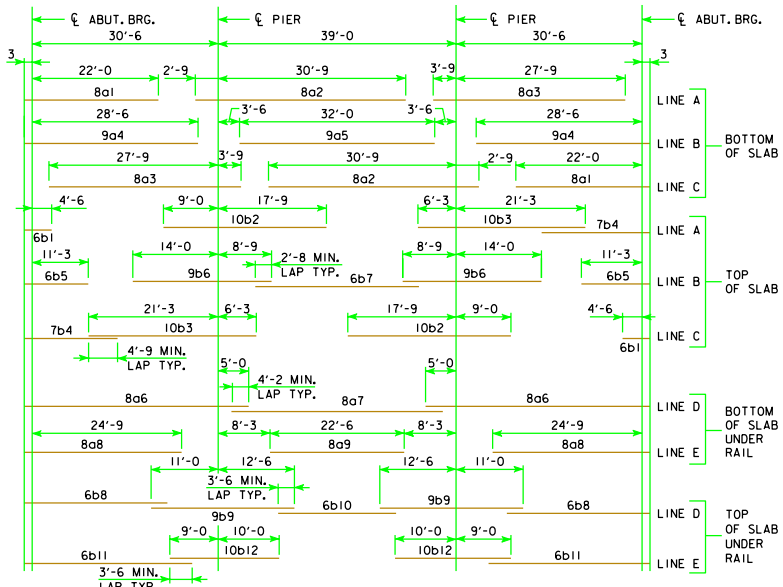 ℄ ABUT. BRG. ℄ PIER ℄ PIER ℄ ABUT. BRG.
30'-6 39'-0 30'-6
3 3
22'-0 2'-9 30'-9 3'-9 27'-9
8a1 8a2 8a3 LINE A
28'-6 3'-6 32'-0 3'-6 28'-6
9a4 9a5 9a4 LINE B
BOTTOM
OF SLAB
27'-9 3'-9 30'-9 2'-9 22'-0
8a3 8a2 8a1 LINE C
4'-6 9'-0 17'-9 6'-3 21'-3
6b1 10b2 10b3 7b4 LINE A
11'-3 14'-0 8'-9 2'-8 MIN. 8'-9 14'-0 11'-3
LAP TYP.
6b5 9b6 6b7 9b6 6b5 LINE B
TOP
OF SLAB
21'-3 6'-3 17'-9 9'-0 4'-6
7b4 10b3 10b2 6b1 LINE C
4'-9 MIN.
LAP TYP.
5'-0 5'-0
4'-2 MIN.
LAP TYP.
8a6 8a7 8a6 LINE D
24'-9 8'-3 22'-6 8'-3 24'-9
8a8 8a9 8a8 LINE E
BOTTOM
OF SLAB
UNDER
RAIL
11'-0 12'-6 12'-6 11'-0
3'-6 MIN.
LAP TYP.
6b8 9b9 6b10 9b9 6b8 LINE D
9'-0 10'-0 10'-0 9'-0
6b11 10b12 10b12 6b11 LINE E
TOP
OF SLAB
UNDER
RAIL
3'-6 MIN.
LAP TYP.